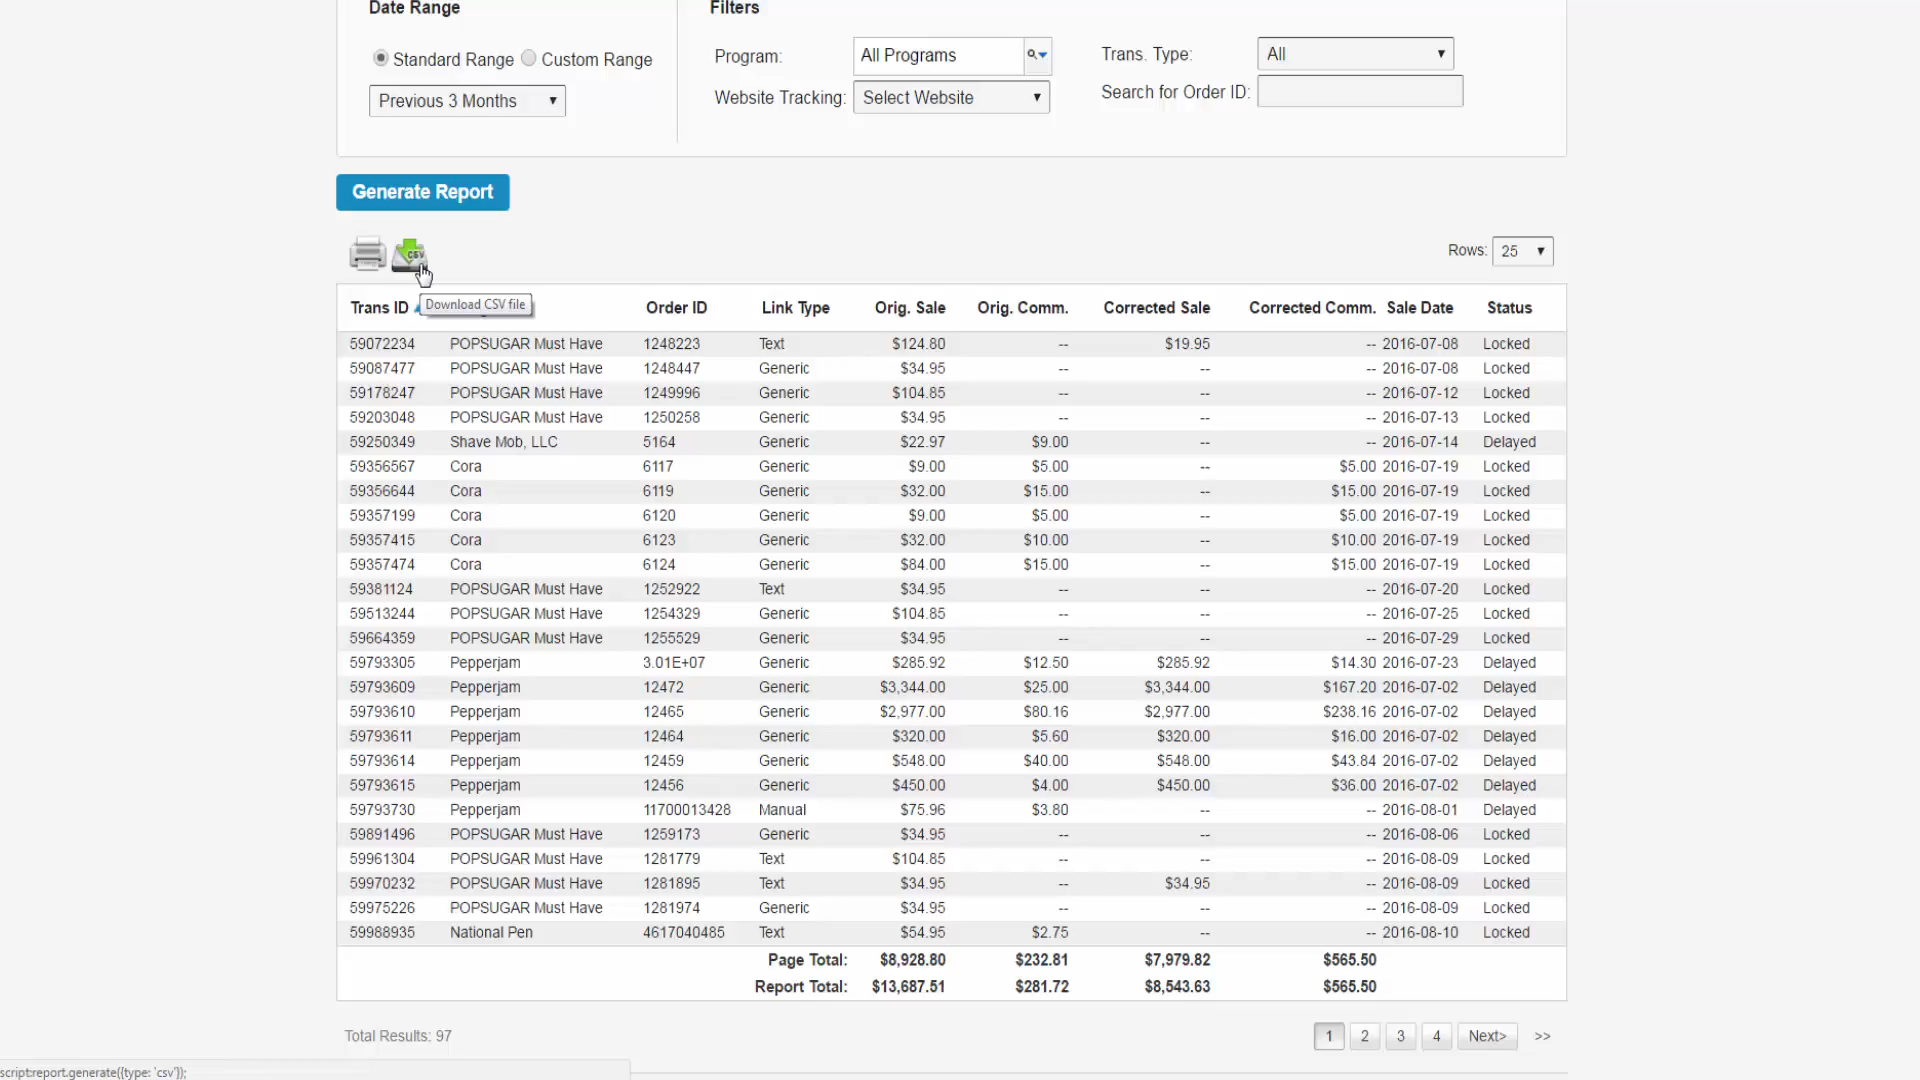 Date Range
Filters
Standard Range Custom Range
Program: All Programs
Trans. Type: All
Previous 3 Months
Website Tracking: Select Website
Search for Order ID:
Generate Report
CSV
Rows: 25
Download CSV file
Trans ID Order ID Link Type Orig. Sale Orig. Comm. Corrected Sale Corrected Comm. Sale Date Status
59072234 POPSUGAR Must Have 1248223 Text $124.80 -- $19.95 -- 2016-07-08 Locked
59087477 POPSUGAR Must Have 1248447 Generic $34.95 -- -- -- 2016-07-08 Locked
59178247 POPSUGAR Must Have 1249996 Generic $104.85 -- -- -- 2016-07-12 Locked
59203048 POPSUGAR Must Have 1250258 Generic $34.95 -- -- -- 2016-07-13 Locked
59250349 Shave Mob, LLC 5164 Generic $22.97 $9.00 -- -- 2016-07-14 Delayed
59356567 Cora 6117 Generic $9.00 $5.00 -- $5.00 2016-07-19 Locked
59356644 Cora 6119 Generic $32.00 $15.00 -- $15.00 2016-07-19 Locked
59357199 Cora 6120 Generic $9.00 $5.00 -- $5.00 2016-07-19 Locked
59357415 Cora 6123 Generic $32.00 $10.00 -- $10.00 2016-07-19 Locked
59357474 Cora 6124 Generic $84.00 $15.00 -- $15.00 2016-07-19 Locked
59381124 POPSUGAR Must Have 1252922 Text $34.95 -- -- -- 2016-07-20 Locked
59513244 POPSUGAR Must Have 1254329 Generic $104.85 -- -- -- 2016-07-25 Locked
59664359 POPSUGAR Must Have 1255529 Generic $34.95 -- -- -- 2016-07-29 Locked
59793305 Pepperjam 3.01E+07 Generic $285.92 $12.50 $285.92 $14.30 2016-07-23 Delayed
59793609 Pepperjam 12472 Generic $3,344.00 $25.00 $3,344.00 $167.20 2016-07-02 Delayed
59793610 Pepperjam 12465 Generic $2,977.00 $80.16 $2,977.00 $238.16 2016-07-02 Delayed
59793611 Pepperjam 12464 Generic $320.00 $5.60 $320.00 $16.00 2016-07-02 Delayed
59793614 Pepperjam 12459 Generic $548.00 $40.00 $548.00 $43.84 2016-07-02 Delayed
59793615 Pepperjam 12456 Generic $450.00 $4.00 $450.00 $36.00 2016-07-02 Delayed
59793730 Pepperjam 11700013428 Manual $75.96 $3.80 -- -- 2016-08-01 Delayed
59891496 POPSUGAR Must Have 1259173 Generic $34.95 -- -- -- 2016-08-06 Locked
59961304 POPSUGAR Must Have 1281779 Text $104.85 -- -- -- 2016-08-09 Locked
59970232 POPSUGAR Must Have 1281895 Text $34.95 -- $34.95 -- 2016-08-09 Locked
59975226 POPSUGAR Must Have 1281974 Generic $34.95 -- -- -- 2016-08-09 Locked
59988935 National Pen 4617040485 Text $54.95 $2.75 -- -- 2016-08-10 Locked
Page Total: $8,928.80 $232.81 $7,979.82 $565.50
Report Total: $13,687.51 $281.72 $8,543.63 $565.50
Total Results: 97
1 2 3 4 Next> >>
script:report.generate({type: 'csv'});